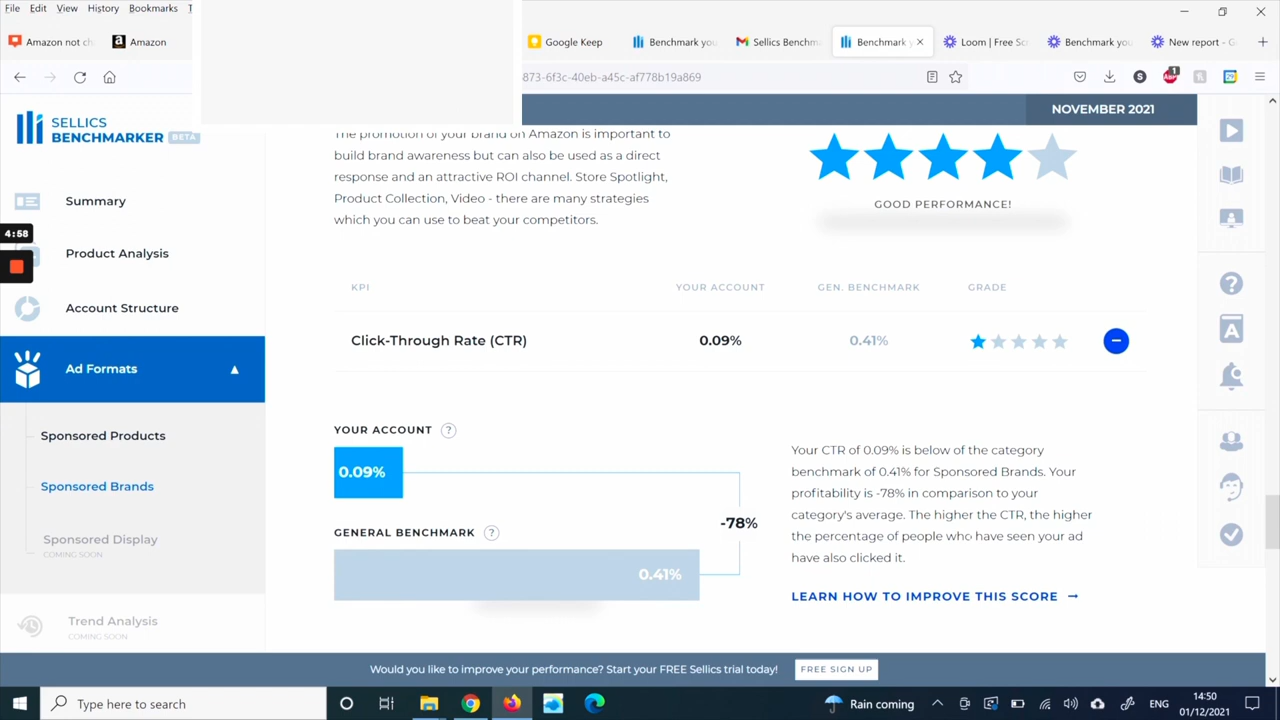 File Edit View History Bookmarks
Amazon not ch
Amazon
Google Keep
Benchmark you
Sellics Benchm
Benchmark y
Loom | Free Scr
Benchmark you
New report - G
873-6f3c-40eb-a45c-af778b19a869
1
S
SELLICS
BENCHMARKER BETA
NOVEMBER 2021
Summary
4:58
Product Analysis
Account Structure
Ad Formats
Sponsored Products
Sponsored Brands
Sponsored Display
COMING SOON
Trend Analysis
COMING SOON
The promotion of your brand on Amazon is important to
build brand awareness but can also be used as a direct
response and an attractive ROI channel. Store Spotlight,
Product Collection, Video - there are many strategies
which you can use to beat your competitors.
GOOD PERFORMANCE!
KPI YOUR ACCOUNT GEN. BENCHMARK GRADE
Click-Through Rate (CTR) 0.09% 0.41%
YOUR ACCOUNT ?
0.09%
-78%
GENERAL BENCHMARK ?
0.41%
Your CTR of 0.09% is below of the category
benchmark of 0.41% for Sponsored Brands. Your
profitability is -78% in comparison to your
category's average. The higher the CTR, the higher
the percentage of people who have seen your ad
have also clicked it.
LEARN HOW TO IMPROVE THIS SCORE →
Would you like to improve your performance? Start your FREE Sellics trial today! FREE SIGN UP
Type here to search
Rain coming
ENG
14:50
01/12/2021